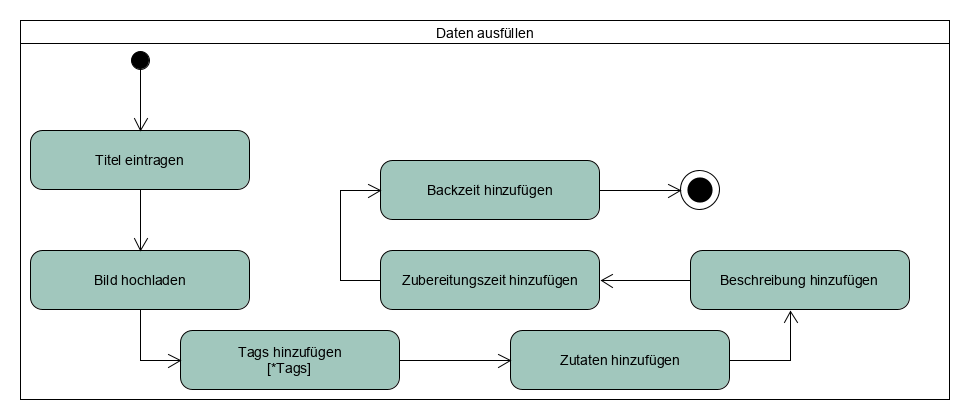 Daten ausfüllen
Titel eintragen
Bild hochladen
Tags hinzufügen
[*Tags]
Zutaten hinzufügen
Beschreibung hinzufügen
Zubereitungszeit hinzufügen
Backzeit hinzufügen